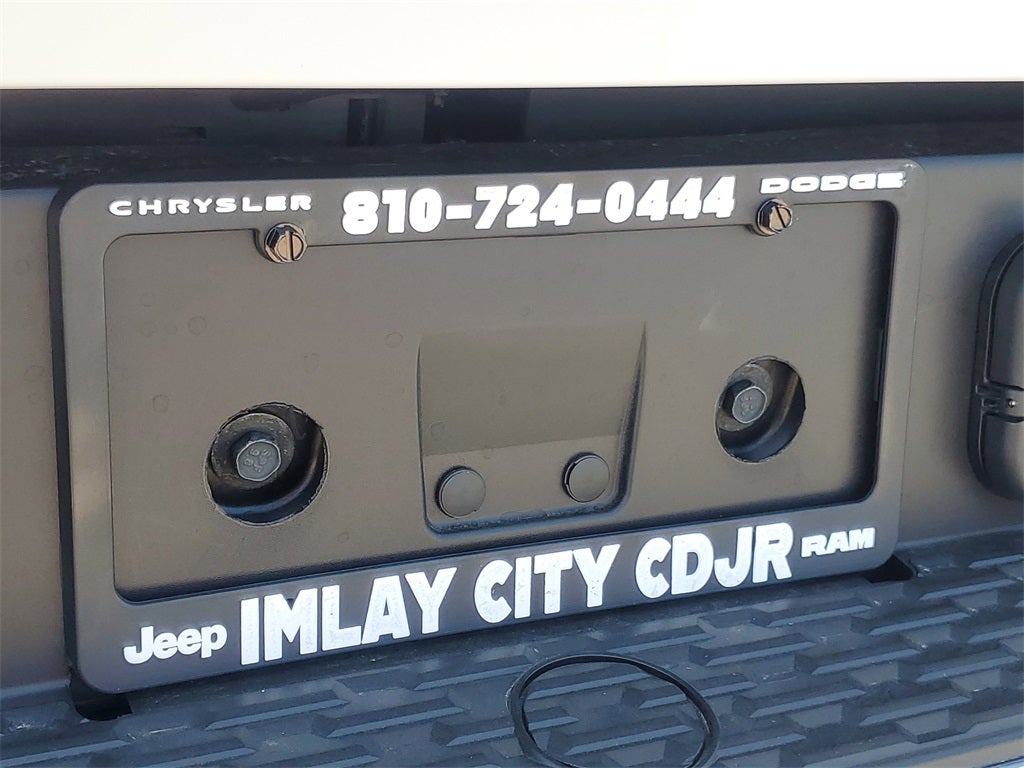 CHRYSLER 810-724-0444 DODGE
Jeep IMLAY CITY CDJR RAM